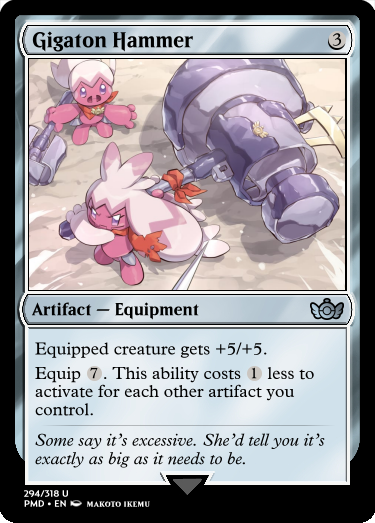 Gigaton Hammer 3
Artifact — Equipment
Equipped creature gets +5/+5.
Equip 7. This ability costs 1 less to
activate for each other artifact you
control.
Some say it's excessive. She'd tell you it's
exactly as big as it needs to be.
294/318 U
PMD • EN MAKOTO IKEMU